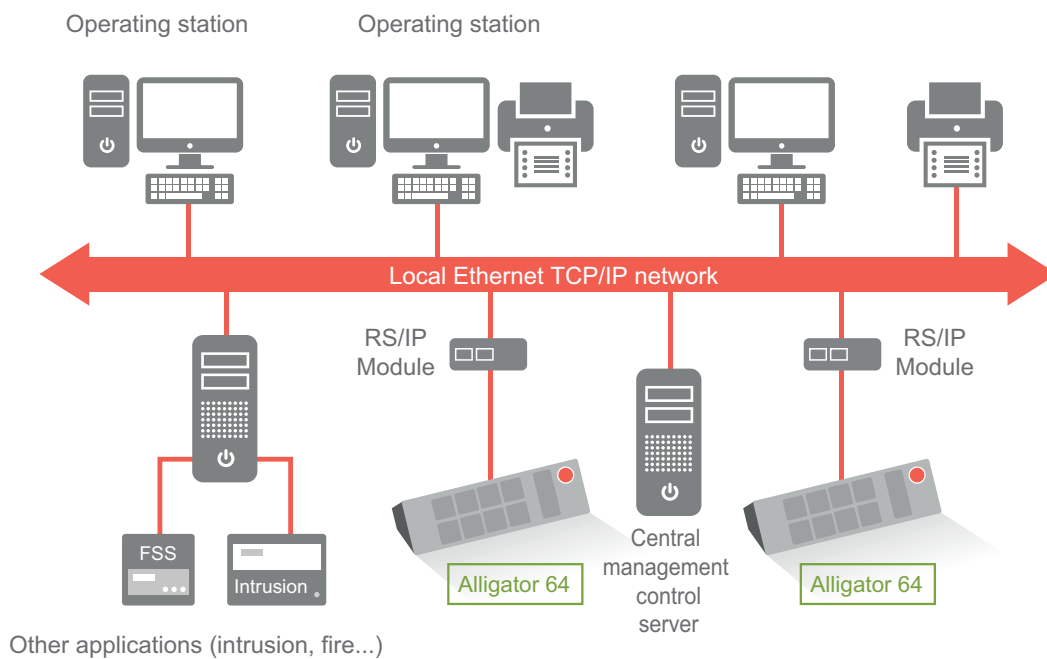 Operating station
Operating station
Local Ethernet TCP/IP network
RS/IP
Module
RS/IP
Module
FSS
Intrusion
Alligator 64
Central
management
control
server
Alligator 64
Other applications (intrusion, fire...)